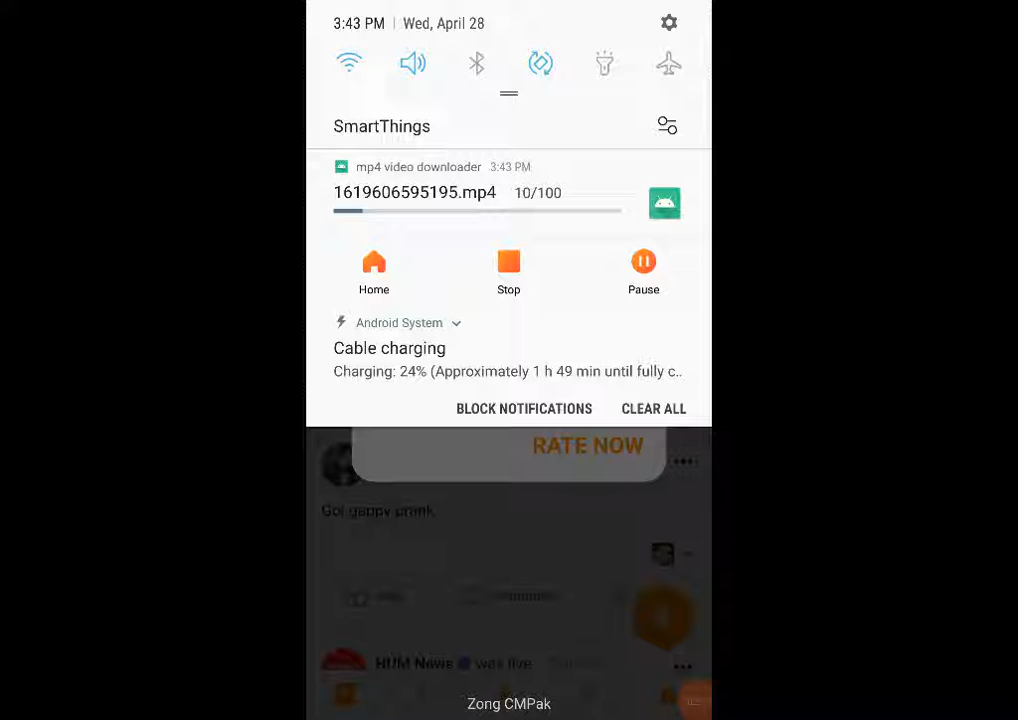 3:43 PM | Wed, April 28
SmartThings
mp4 video downloader 3:43 PM
1619606595195.mp4 10/100
Home Stop Pause
Android System
Cable charging
Charging: 24% (Approximately 1 h 49 min until fully c..
BLOCK NOTIFICATIONS CLEAR ALL
RATE NOW
Gol gappy prank
HUM News was live
Zong CMPak